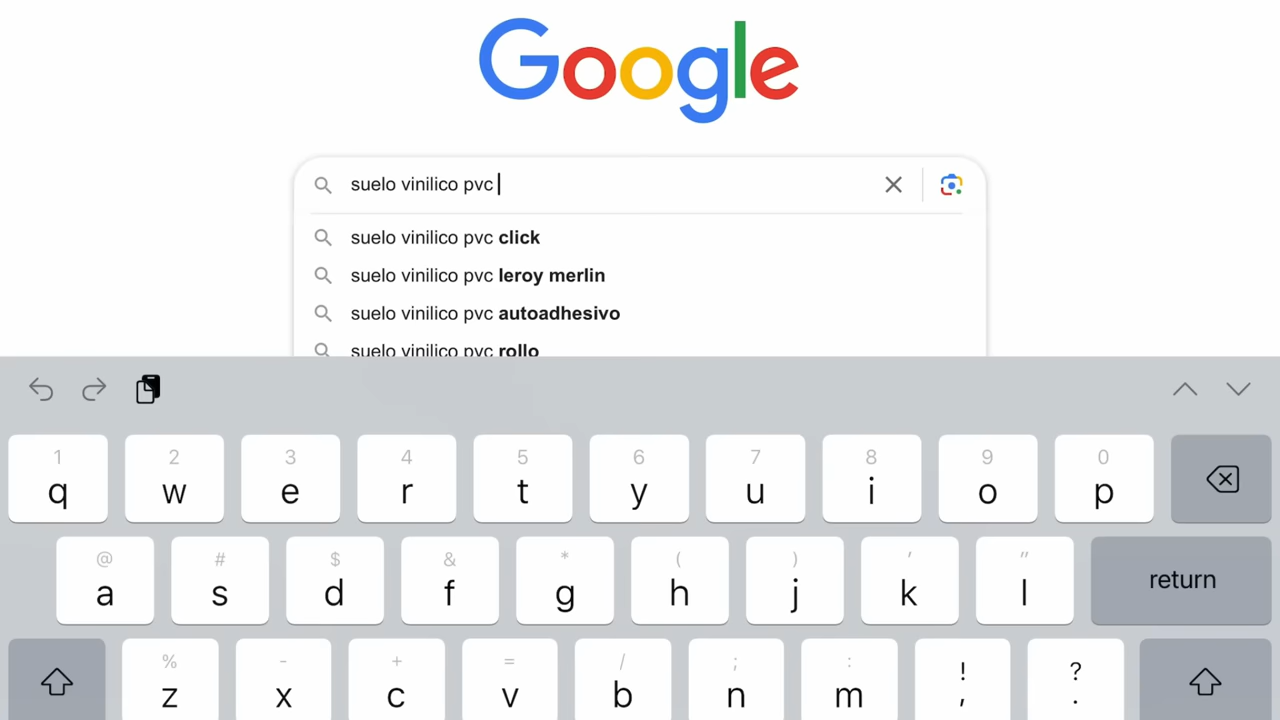 Google
suelo vinilico pvc
suelo vinilico pvc click
suelo vinilico pvc leroy merlin
suelo vinilico pvc autoadhesivo
suelo vinilico pvc rollo
1 2 3 4 5 6 7 8 9 0
q w e r t y u i o p
@ # $ & * ( ) ' "
a s d f g h j k l return
% - + = / ; : ! ?
z x c v b n m , .